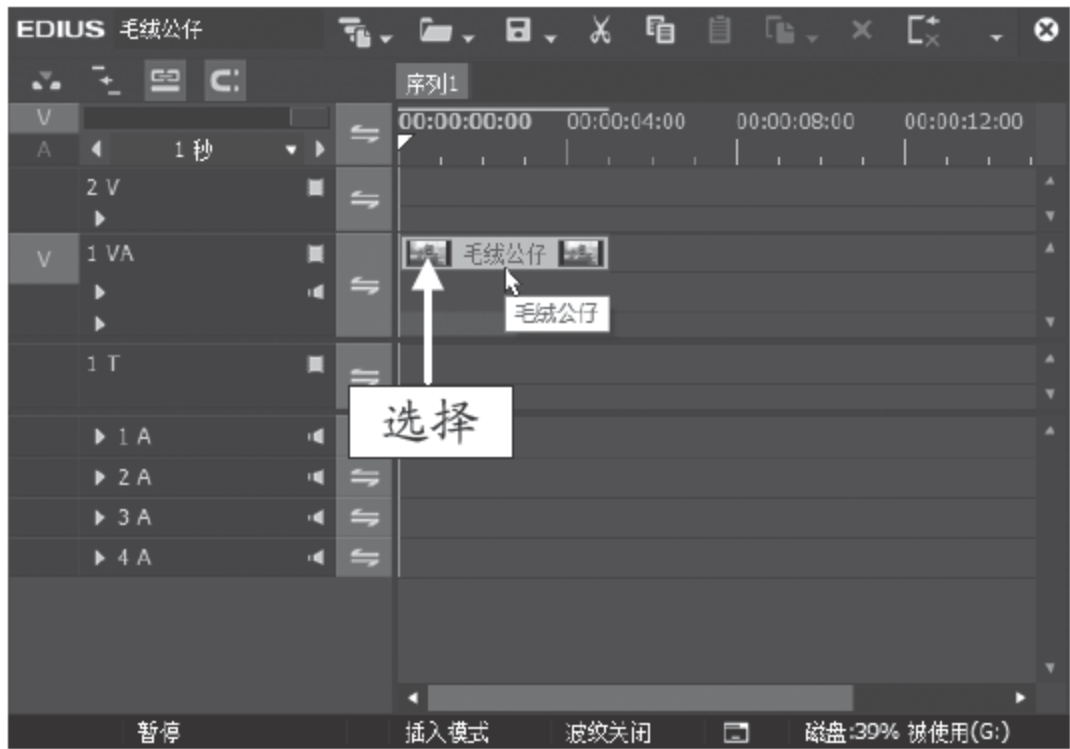 EDIUS 毛绒公仔
序列1
V
A
1 秒
00:00:00:00 00:00:04:00 00:00:08:00 00:00:12:00
2 V
V
1 VA
毛绒公仔
毛绒公仔
1 T
选择
1 A
2 A
3 A
4 A
暂停 插入模式 波纹关闭 磁盘:39% 被使用(G:)